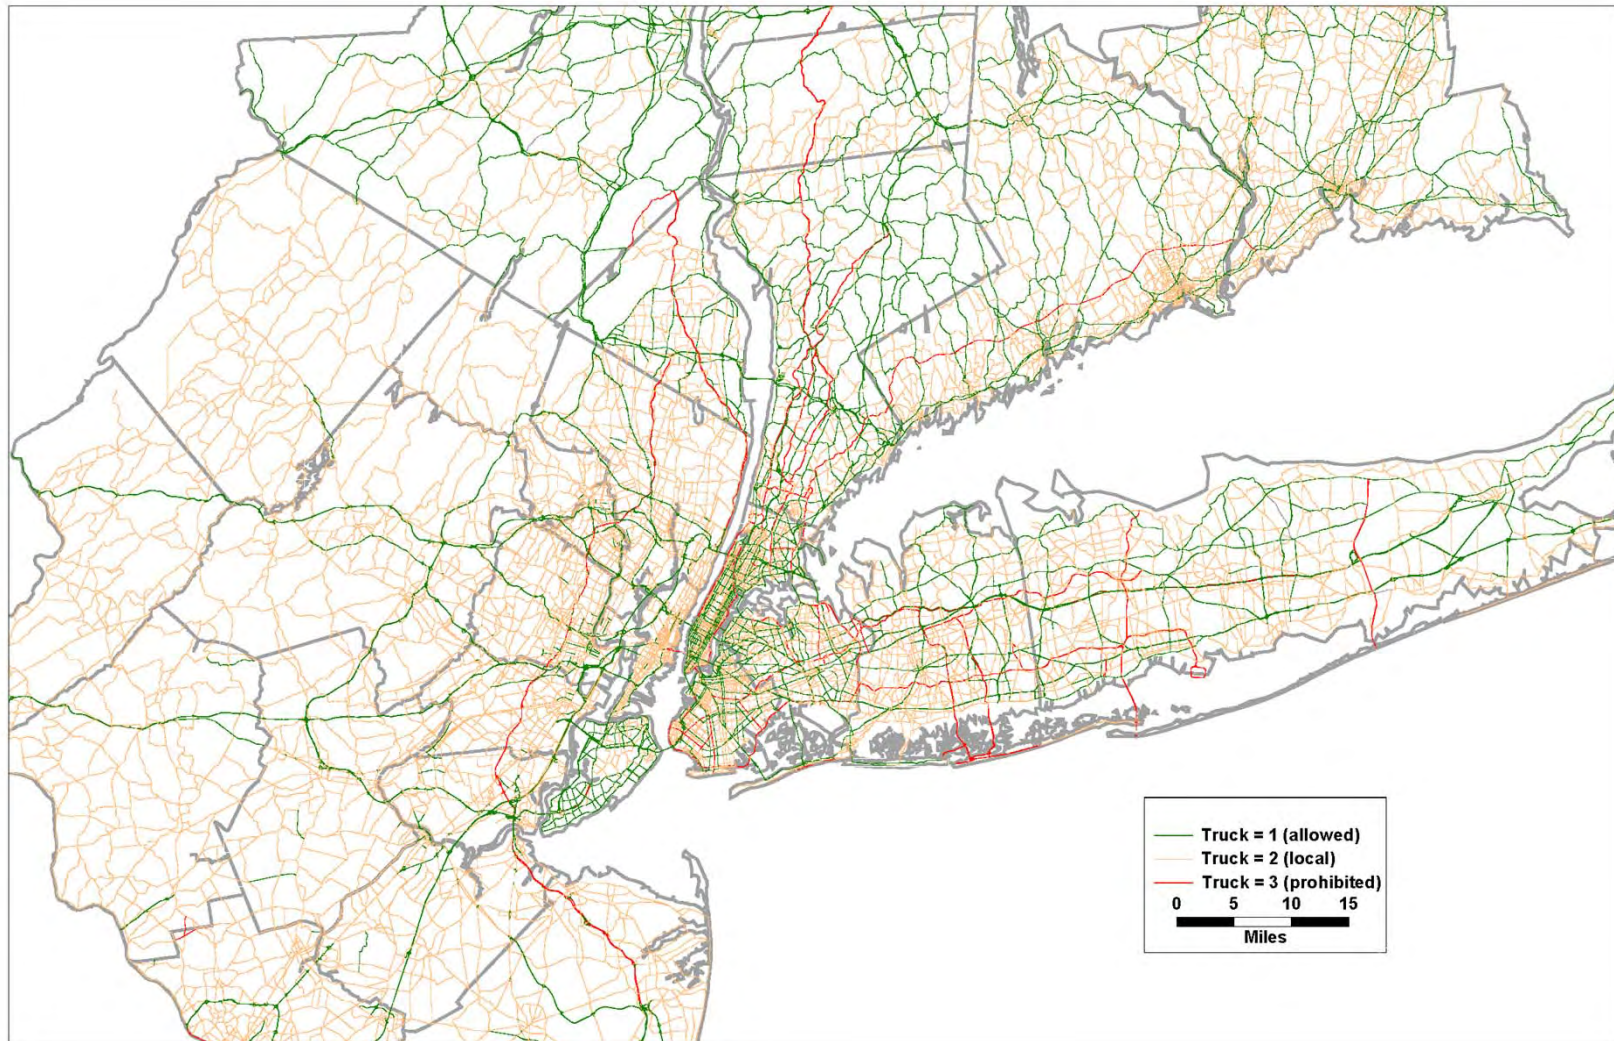 Truck = 1 (allowed)
Truck = 2 (local)
Truck = 3 (prohibited)
0 5 10 15
Miles